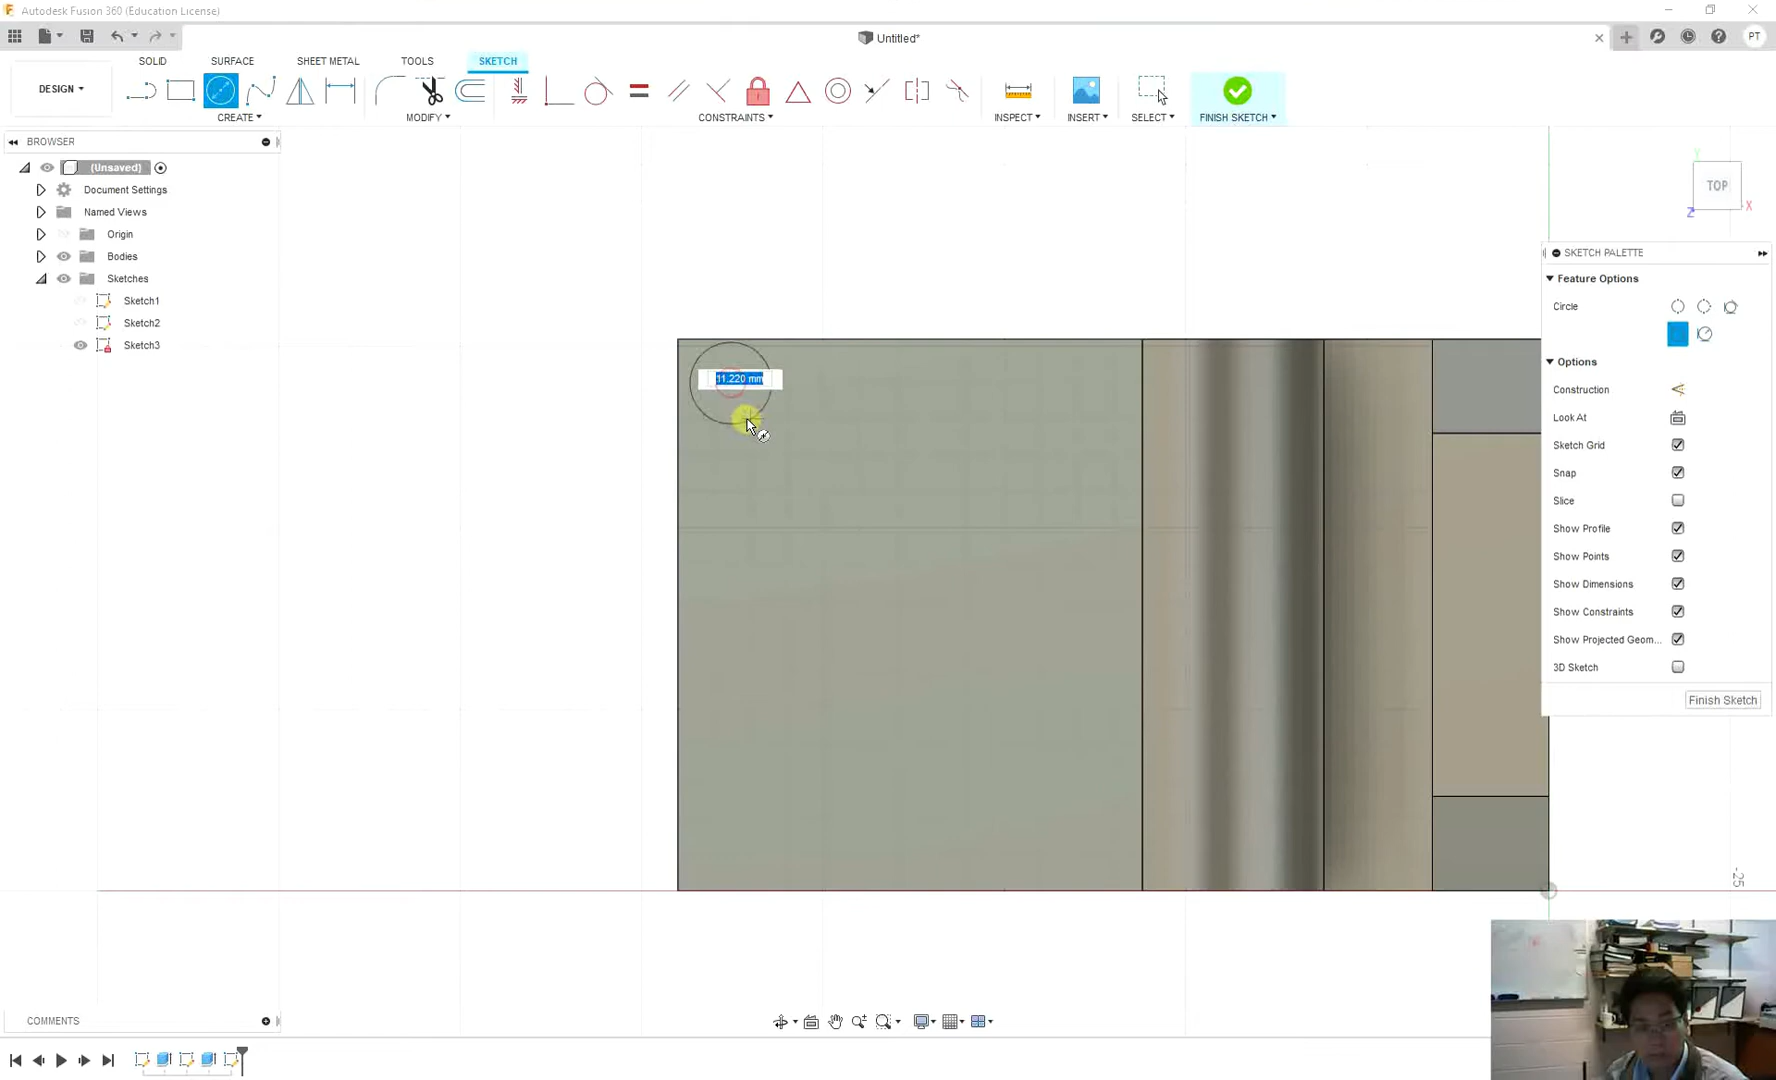 Autodesk Fusion 360 (Education License)
Untitled*
PT
SOLID
SURFACE
SHEET METAL
TOOLS
SKETCH
DESIGN
CREATE
MODIFY
CONSTRAINTS
INSPECT
INSERT
SELECT
FINISH SKETCH
BROWSER
(Unsaved)
Document Settings
Named Views
Origin
Bodies
Sketches
Sketch1
Sketch2
Sketch3
Y
TOP
Z
X
SKETCH PALETTE
Feature Options
Circle
Options
Construction
Look At
Sketch Grid
Snap
Slice
Show Profile
Show Points
Show Dimensions
Show Constraints
Show Projected Geom...
3D Sketch
Finish Sketch
11.220 mm
-25
COMMENTS